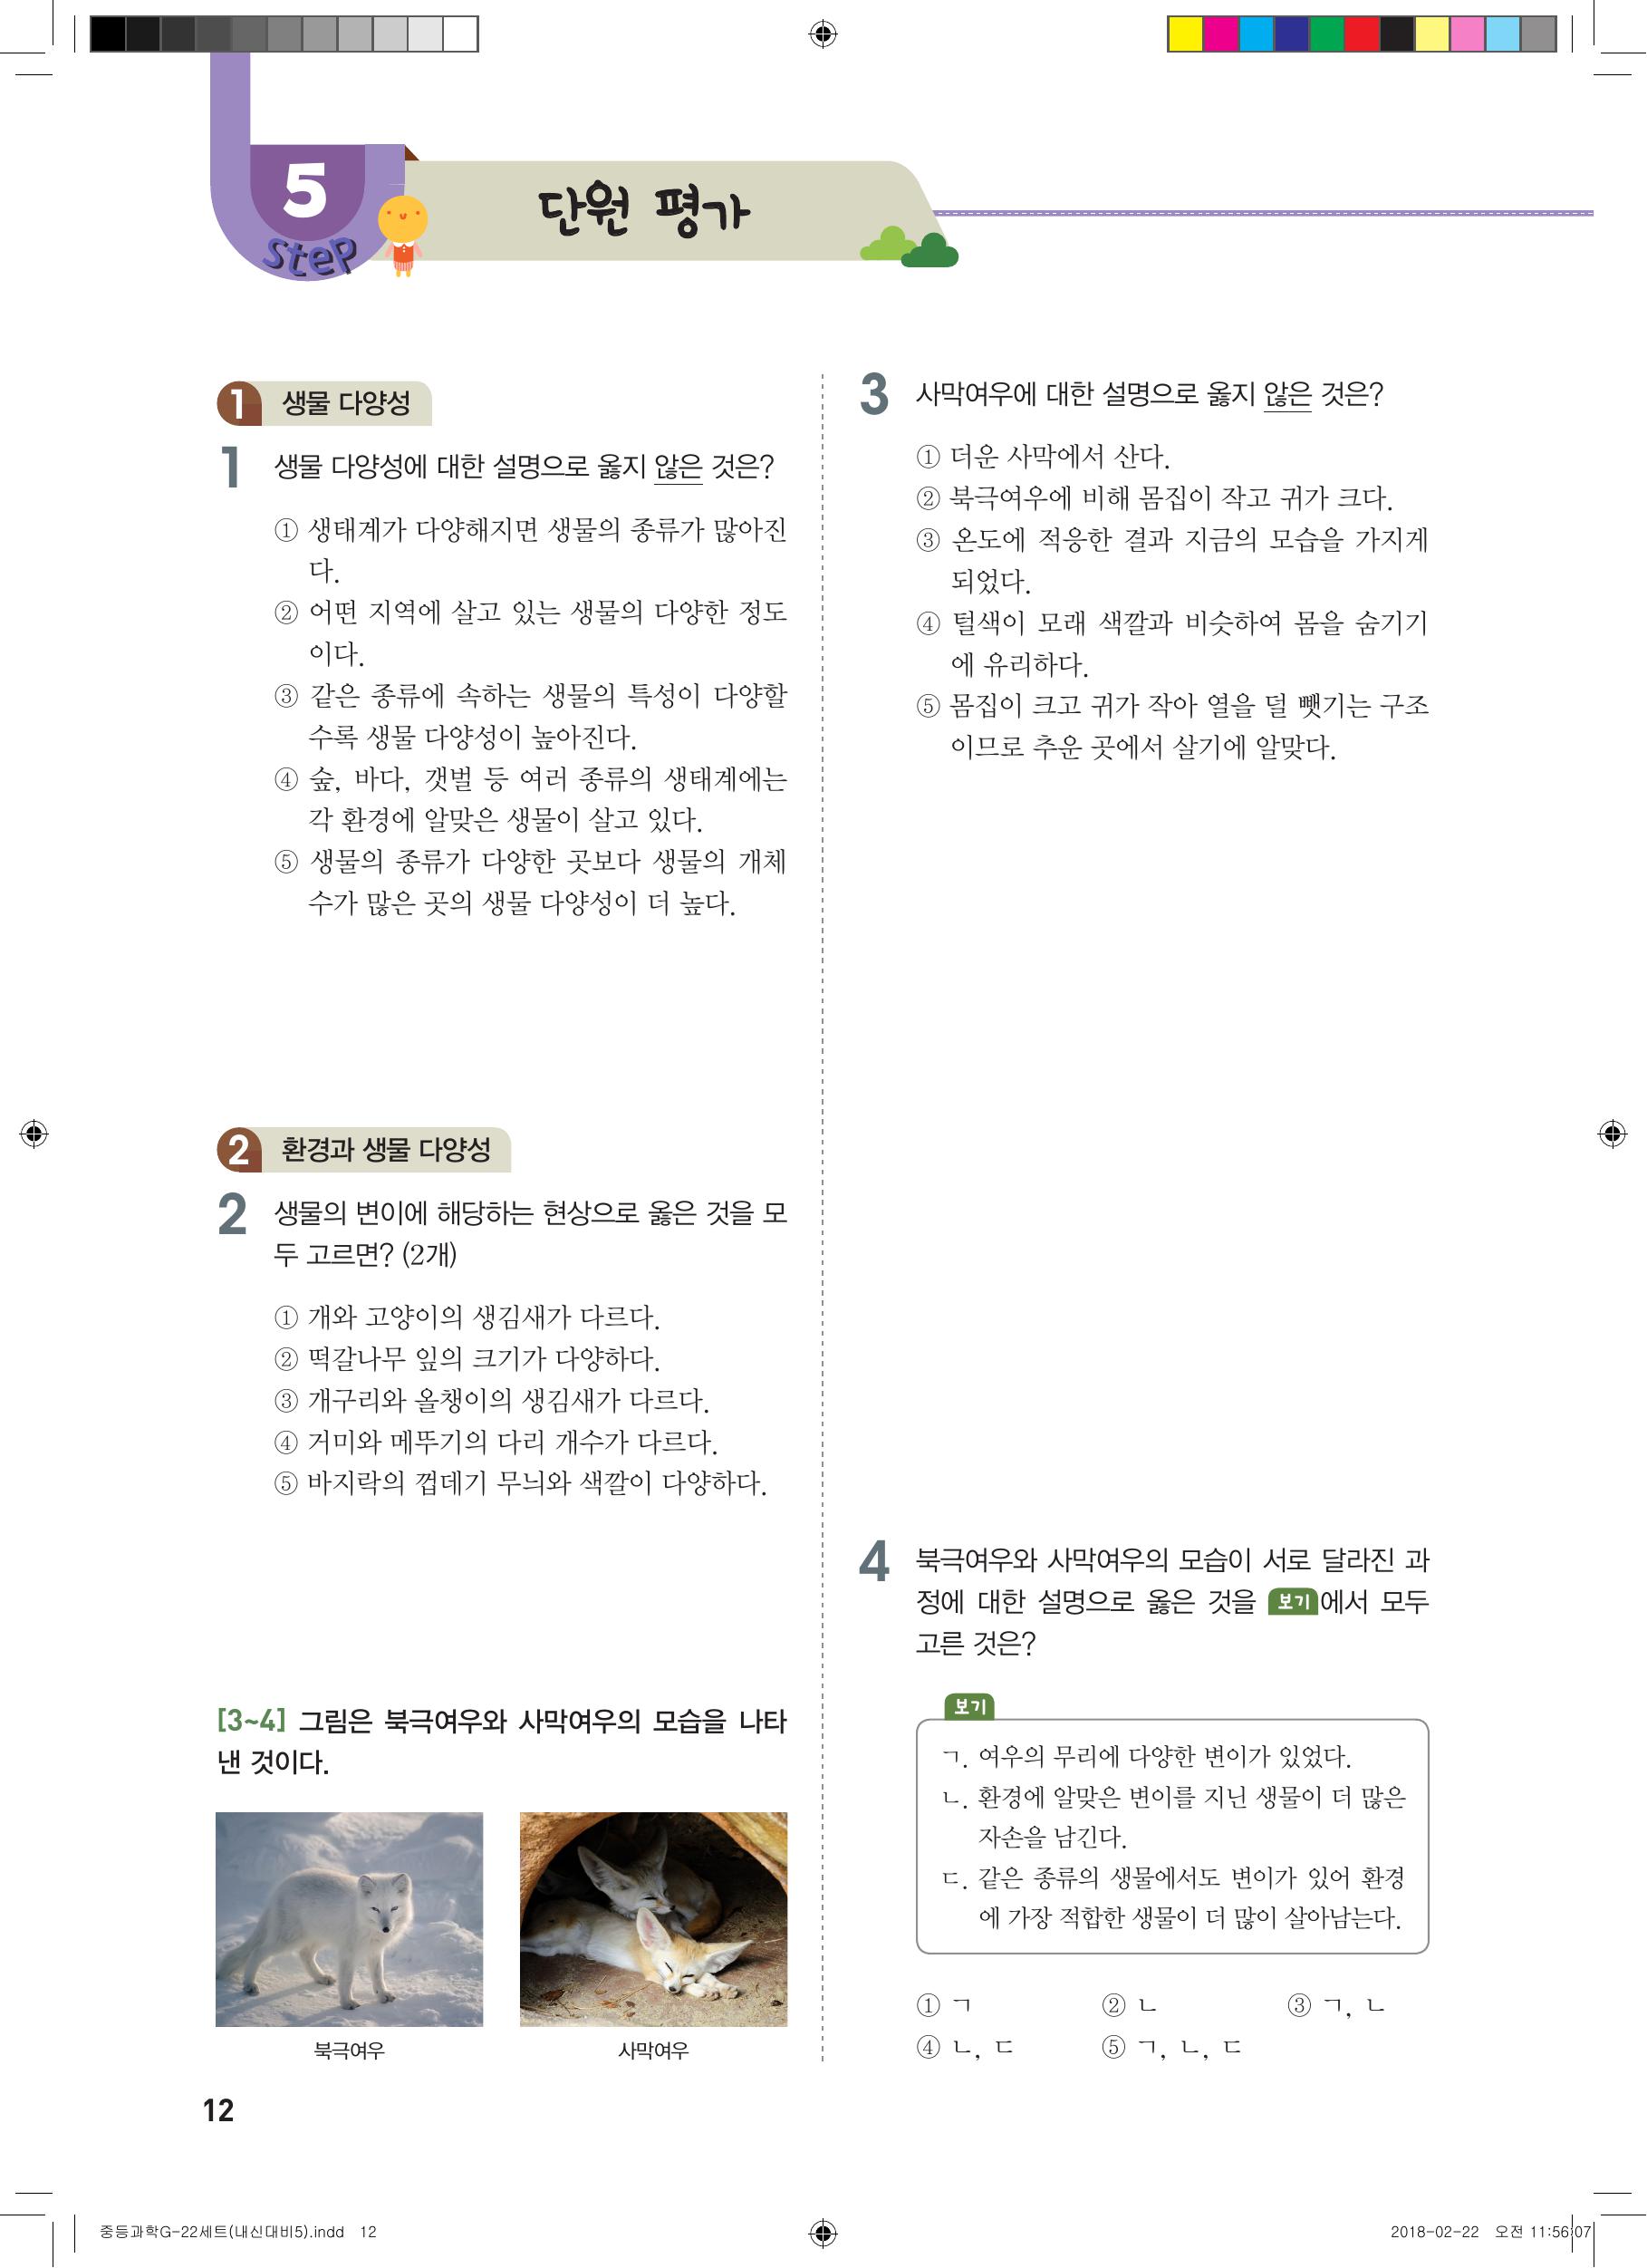 5
step
단원 평가
1 생물 다양성
1 생물 다양성에 대한 설명으로 옳지 않은 것은?
① 생태계가 다양해지면 생물의 종류가 많아진
다.
② 어떤 지역에 살고 있는 생물의 다양한 정도
이다.
③ 같은 종류에 속하는 생물의 특성이 다양할
수록 생물 다양성이 높아진다.
④ 숲, 바다, 갯벌 등 여러 종류의 생태계에는
각 환경에 알맞은 생물이 살고 있다.
⑤ 생물의 종류가 다양한 곳보다 생물의 개체
수가 많은 곳의 생물 다양성이 더 높다.
2 환경과 생물 다양성
2 생물의 변이에 해당하는 현상으로 옳은 것을 모
두 고르면? (2개)
① 개와 고양이의 생김새가 다르다.
② 떡갈나무 잎의 크기가 다양하다.
③ 개구리와 올챙이의 생김새가 다르다.
④ 거미와 메뚜기의 다리 개수가 다르다.
⑤ 바지락의 껍데기 무늬와 색깔이 다양하다.
[3~4] 그림은 북극여우와 사막여우의 모습을 나타
낸 것이다.
북극여우 사막여우
3 사막여우에 대한 설명으로 옳지 않은 것은?
① 더운 사막에서 산다.
② 북극여우에 비해 몸집이 작고 귀가 크다.
③ 온도에 적응한 결과 지금의 모습을 가지게
되었다.
④ 털색이 모래 색깔과 비슷하여 몸을 숨기기
에 유리하다.
⑤ 몸집이 크고 귀가 작아 열을 덜 뺏기는 구조
이므로 추운 곳에서 살기에 알맞다.
4 북극여우와 사막여우의 모습이 서로 달라진 과
정에 대한 설명으로 옳은 것을 보기에서 모두
고른 것은?
보기
ㄱ. 여우의 무리에 다양한 변이가 있었다.
ㄴ. 환경에 알맞은 변이를 지닌 생물이 더 많은
자손을 남긴다.
ㄷ. 같은 종류의 생물에서도 변이가 있어 환경
에 가장 적합한 생물이 더 많이 살아남는다.
① ㄱ ② ㄴ ③ ㄱ, ㄴ
④ ㄴ, ㄷ ⑤ ㄱ, ㄴ, ㄷ
12
중등과학G-22세트(내신대비5).indd 12 2018-02-22 오전 11:56:07